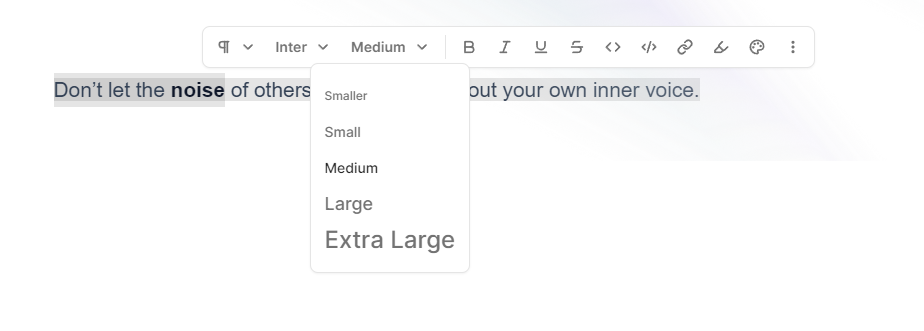 Inter Medium
Don’t let the noise of others out your own inner voice.
Smaller
Small
Medium
Large
Extra Large